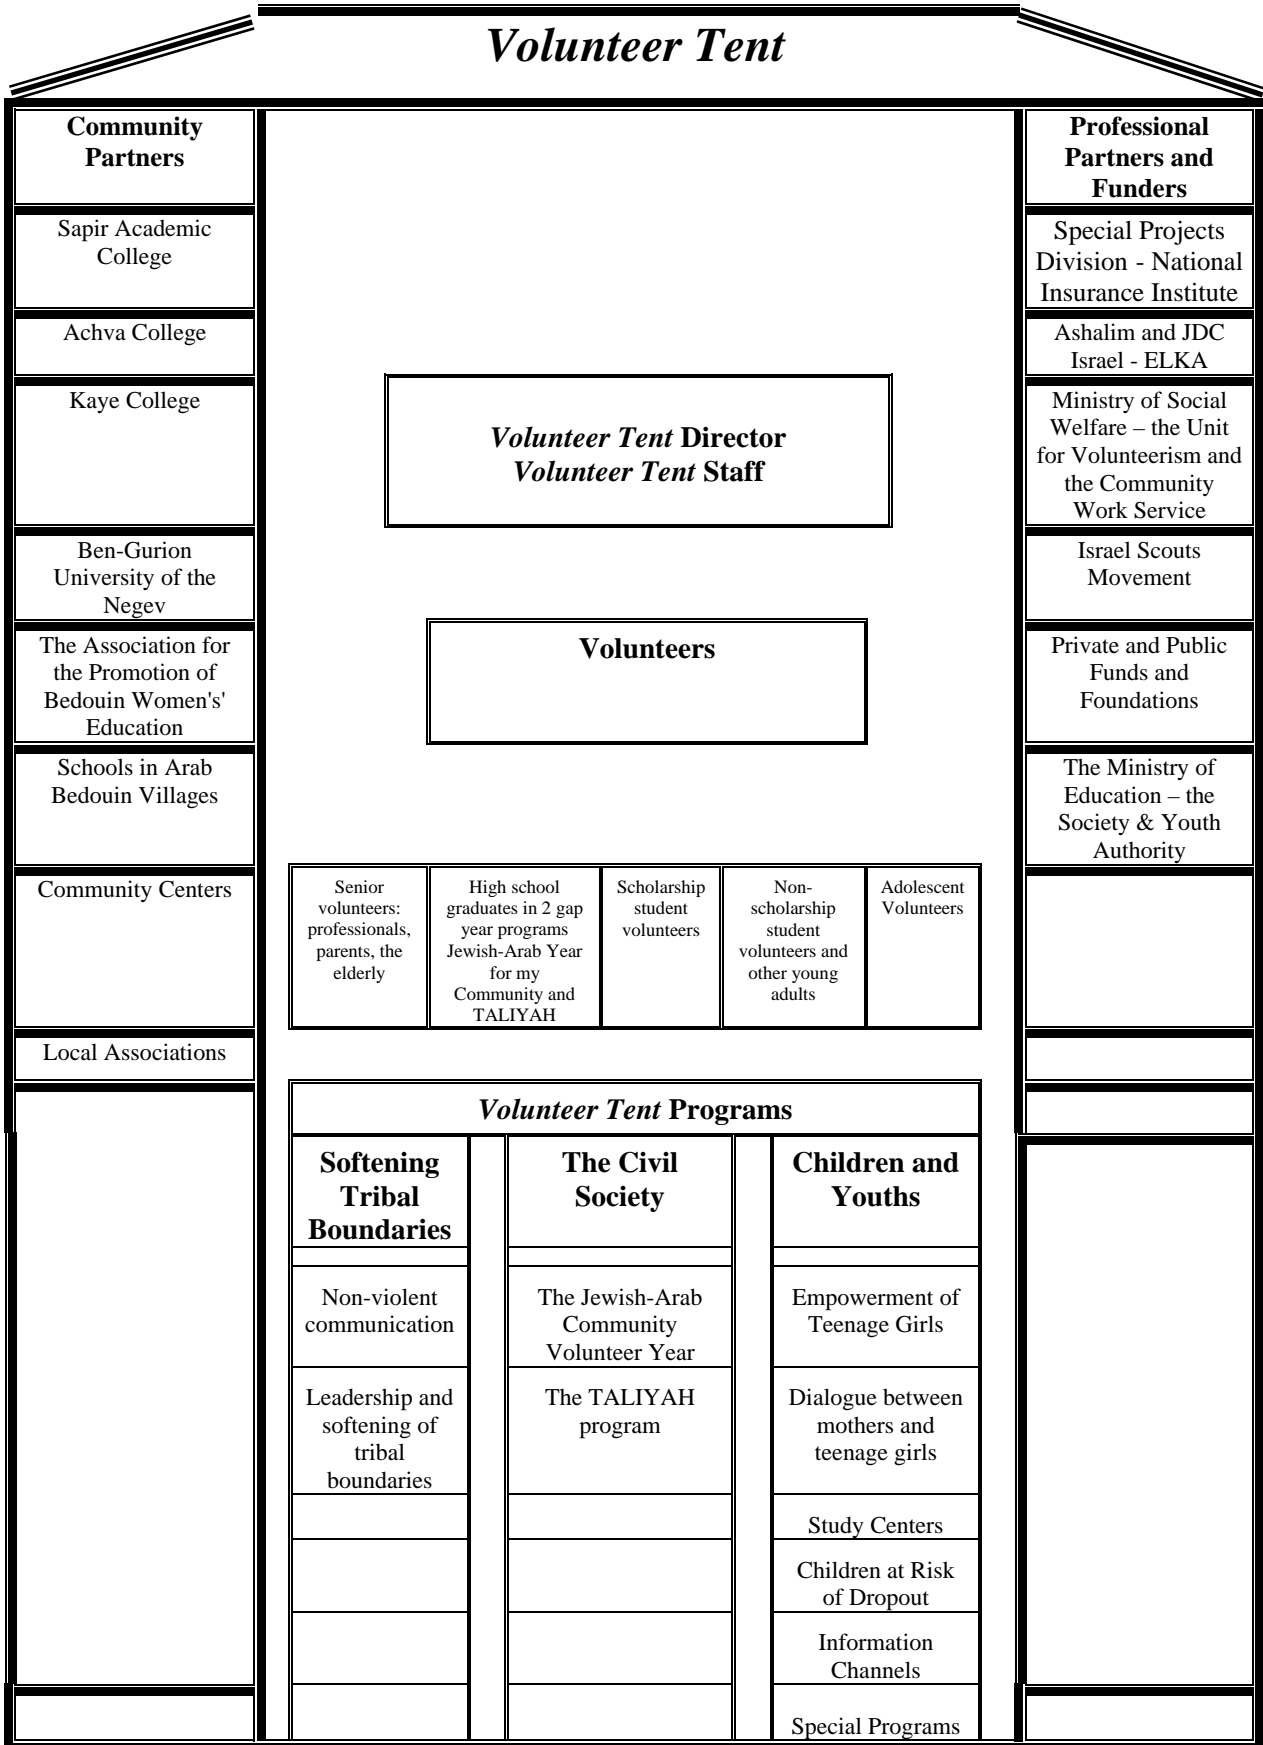 Volunteer Tent
Community
Partners
Sapir Academic
College
Achva College
Kaye College
Ben-Gurion
University of the
Negev
The Association for
the Promotion of
Bedouin Women's'
Education
Schools in Arab
Bedouin Villages
Community Centers
Local Associations
Volunteer Tent Director
Volunteer Tent Staff
Volunteers
Senior
volunteers:
professionals,
parents, the
elderly
High school
graduates in 2 gap
year programs
Jewish-Arab Year
for my
Community and
TALIYAH
Scholarship
student
volunteers
Non-
scholarship
student
volunteers and
other young
adults
Adolescent
Volunteers
Volunteer Tent Programs
Softening
Tribal
Boundaries
Non-violent
communication
Leadership and
softening of
tribal
boundaries
The Civil
Society
The Jewish-Arab
Community
Volunteer Year
The TALIYAH
program
Children and
Youths
Empowerment of
Teenage Girls
Dialogue between
mothers and
teenage girls
Study Centers
Children at Risk
of Dropout
Information
Channels
Special Programs
Professional
Partners and
Funders
Special Projects
Division - National
Insurance Institute
Ashalim and JDC
Israel - ELKA
Ministry of Social
Welfare – the Unit
for Volunteerism and
the Community
Work Service
Israel Scouts
Movement
Private and Public
Funds and
Foundations
The Ministry of
Education – the
Society & Youth
Authority